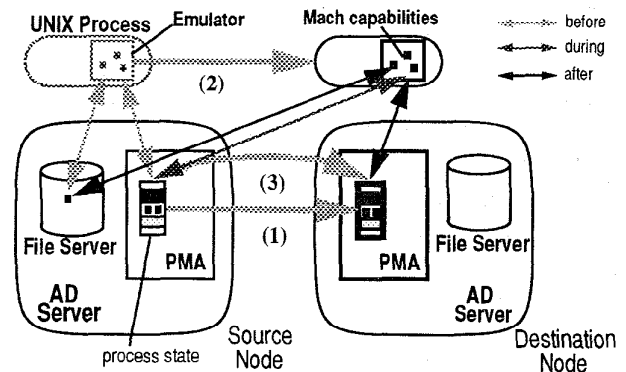 UNIX Process
Emulator
Mach capabilities
before
during
after
(2)
(3)
(1)
File Server
PMA
AD
Server
process state
Source
Node
PMA
File Server
AD
Server
Destination
Node